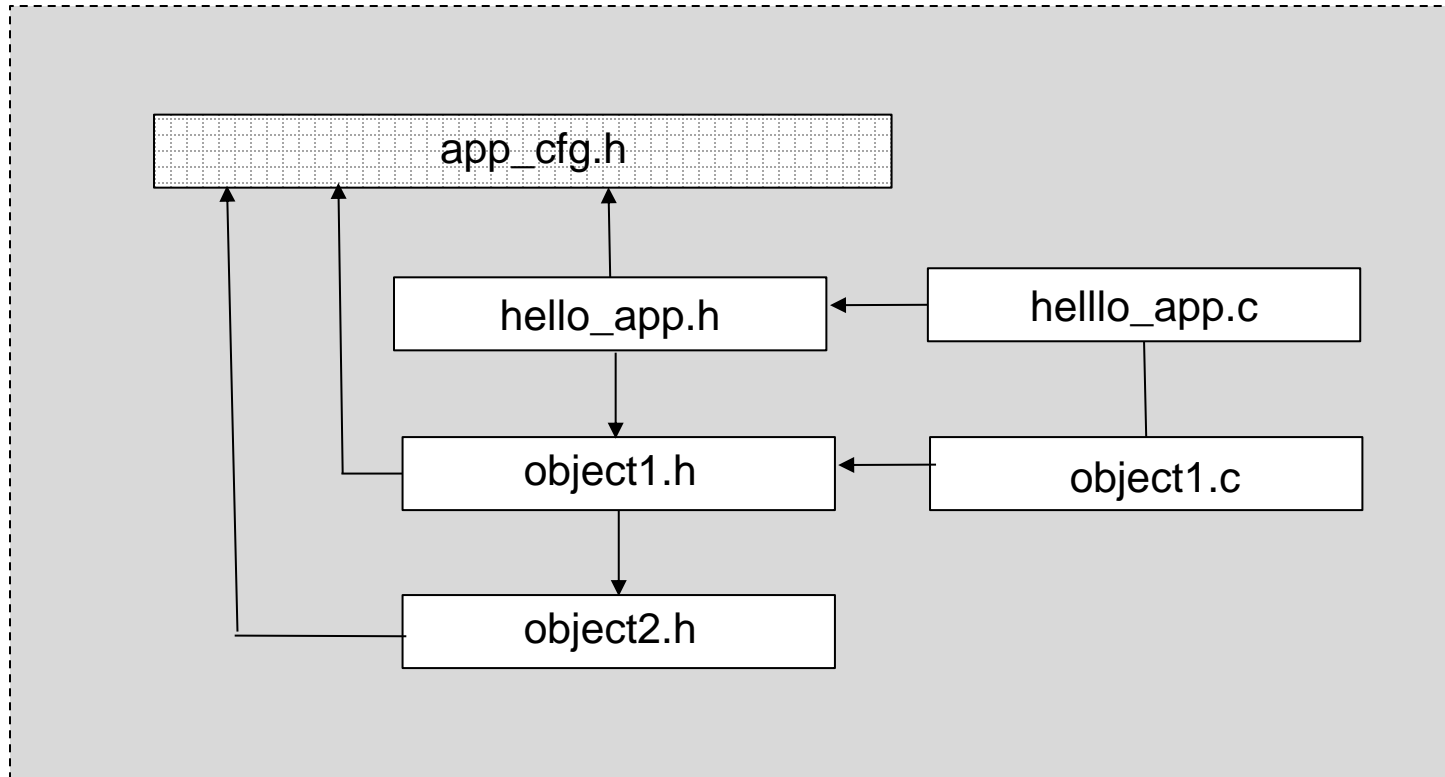 app_cfg.h
hello_app.h
helllo_app.c
object1.h
object1.c
object2.h